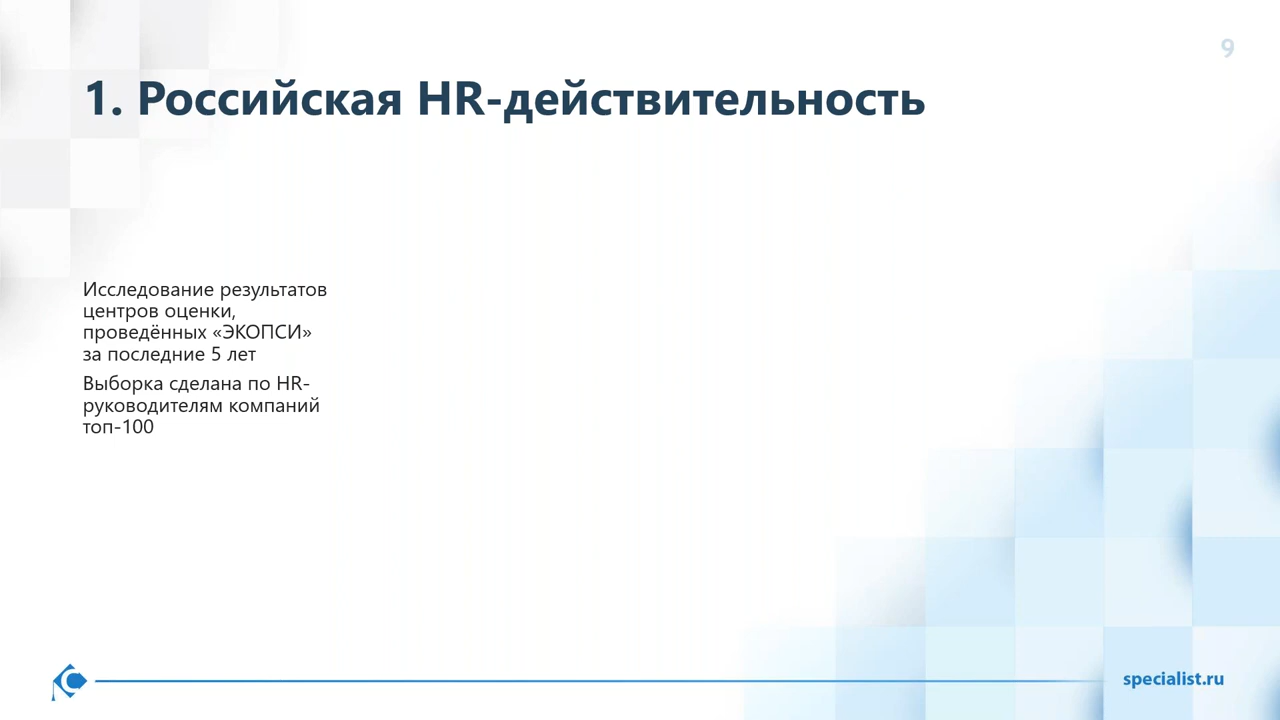 9
1. Российская HR-действительность
Исследование результатов
центров оценки,
проведённых «ЭКОПСИ»
за последние 5 лет
Выборка сделана по HR-
руководителям компаний
топ-100
specialist.ru